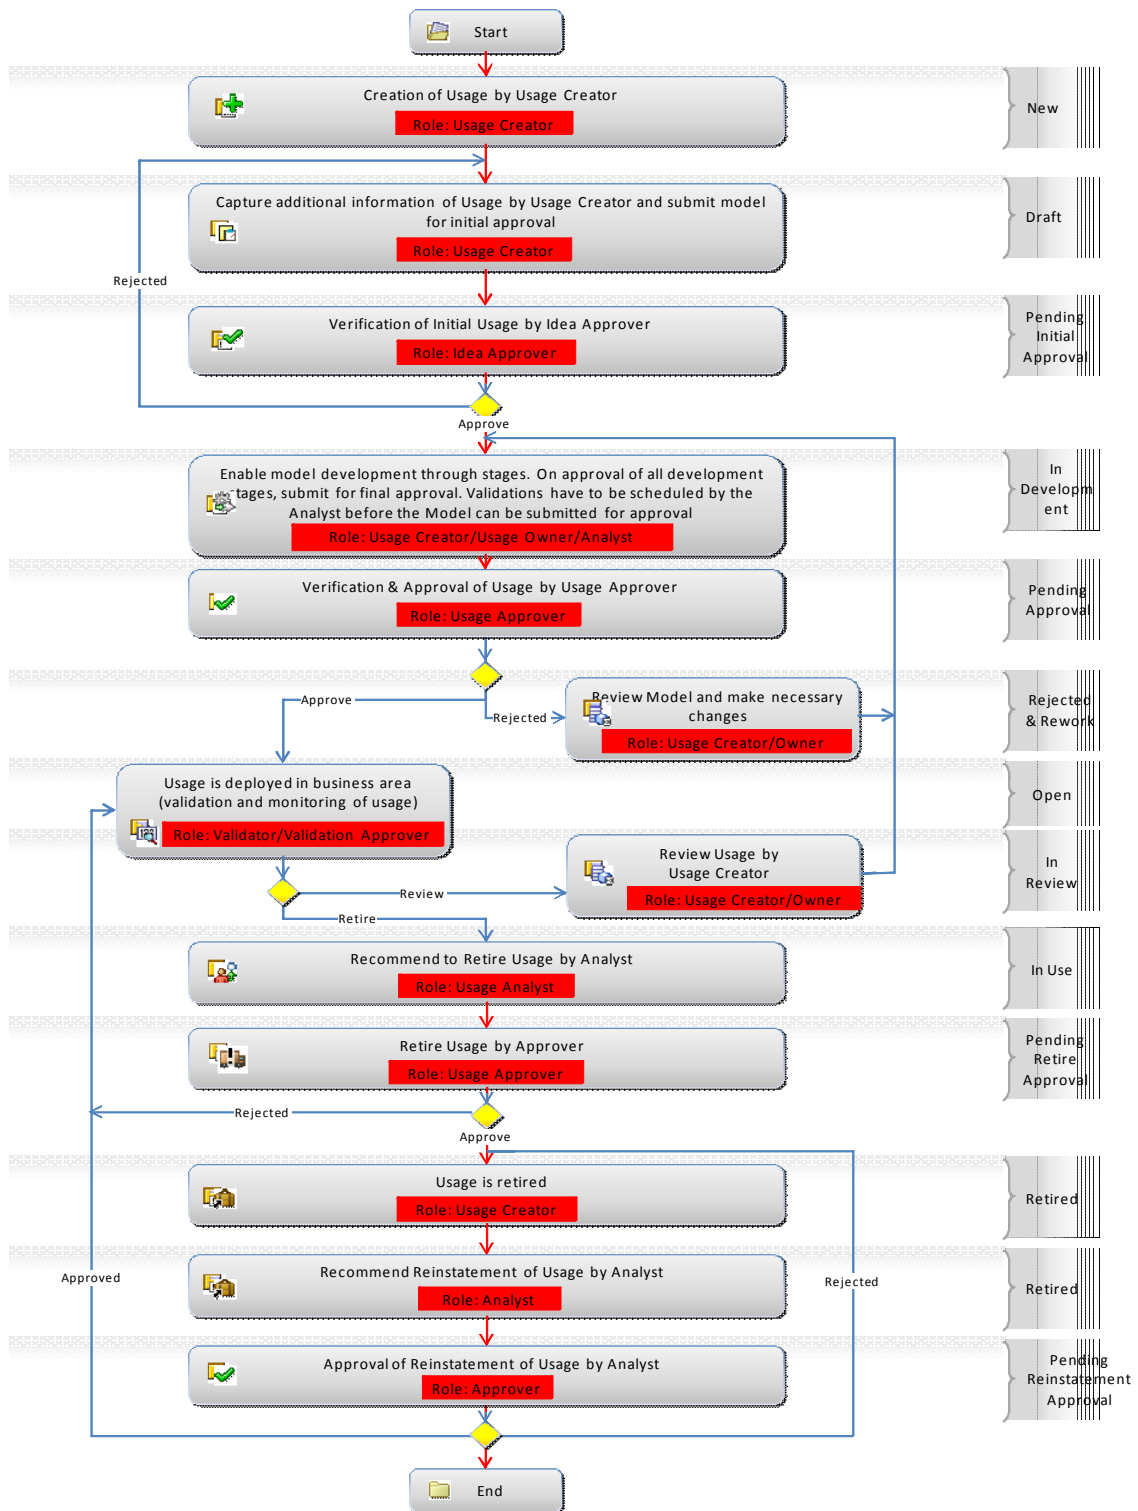 Start
Creation of Usage by Usage Creator
Role: Usage Creator
New
Capture additional information of Usage by Usage Creator and submit model
for initial approval
Role: Usage Creator
Draft
Rejected
Verification of Initial Usage by Idea Approver
Role: Idea Approver
Pending
Initial
Approval
Approve
Enable model development through stages. On approval of all development
tages, submit for final approval. Validations have to be scheduled by the
Analyst before the Model can be submitted for approval
Role: Usage Creator/Usage Owner/Analyst
In
Developm
ent
Verification & Approval of Usage by Usage Approver
Role: Usage Approver
Pending
Approval
Approve
Rejected
Review Model and make necessary
changes
Role: Usage Creator/Owner
Rejected
& Rework
Usage is deployed in business area
(validation and monitoring of usage)
Role: Validator/Validation Approver
Open
Review
Review Usage by
Usage Creator
Role: Usage Creator/Owner
In
Review
Retire
Recommend to Retire Usage by Analyst
Role: Usage Analyst
In Use
Retire Usage by Approver
Role: Usage Approver
Pending
Retire
Approval
Rejected
Approve
Usage is retired
Role: Usage Creator
Retired
Approved
Recommend Reinstatement of Usage by Analyst
Role: Analyst
Rejected
Retired
Approval of Reinstatement of Usage by Analyst
Role: Approver
Pending
Reinstatement
Approval
End